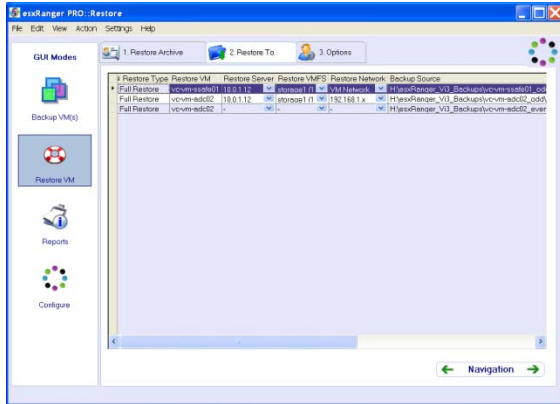 esxRanger PRO::Restore
File Edit View Action Settings Help
GUI Modes
Backup VM(s)
Restore VM
Reports
Configure
1. Restore Archive
2. Restore To
3. Options
Restore Type Restore VM Restore Server Restore VMFS Restore Network Backup Source
Full Restore vc-vm-ssafe01 10.0.1.12 storage1 (1 VM Network H:\esxRanger_Vi3_Backups\vc-vm-ssafe01_od
Full Restore vc-vm-adc02 10.0.1.12 storage1 (1 192.168.1.x H:\esxRanger_Vi3_Backups\vc-vm-adc02_odd\
Full Restore vc-vm-adc02 - - - H:\esxRanger_Vi3_Backups\vc-vm-adc02_ever
Navigation